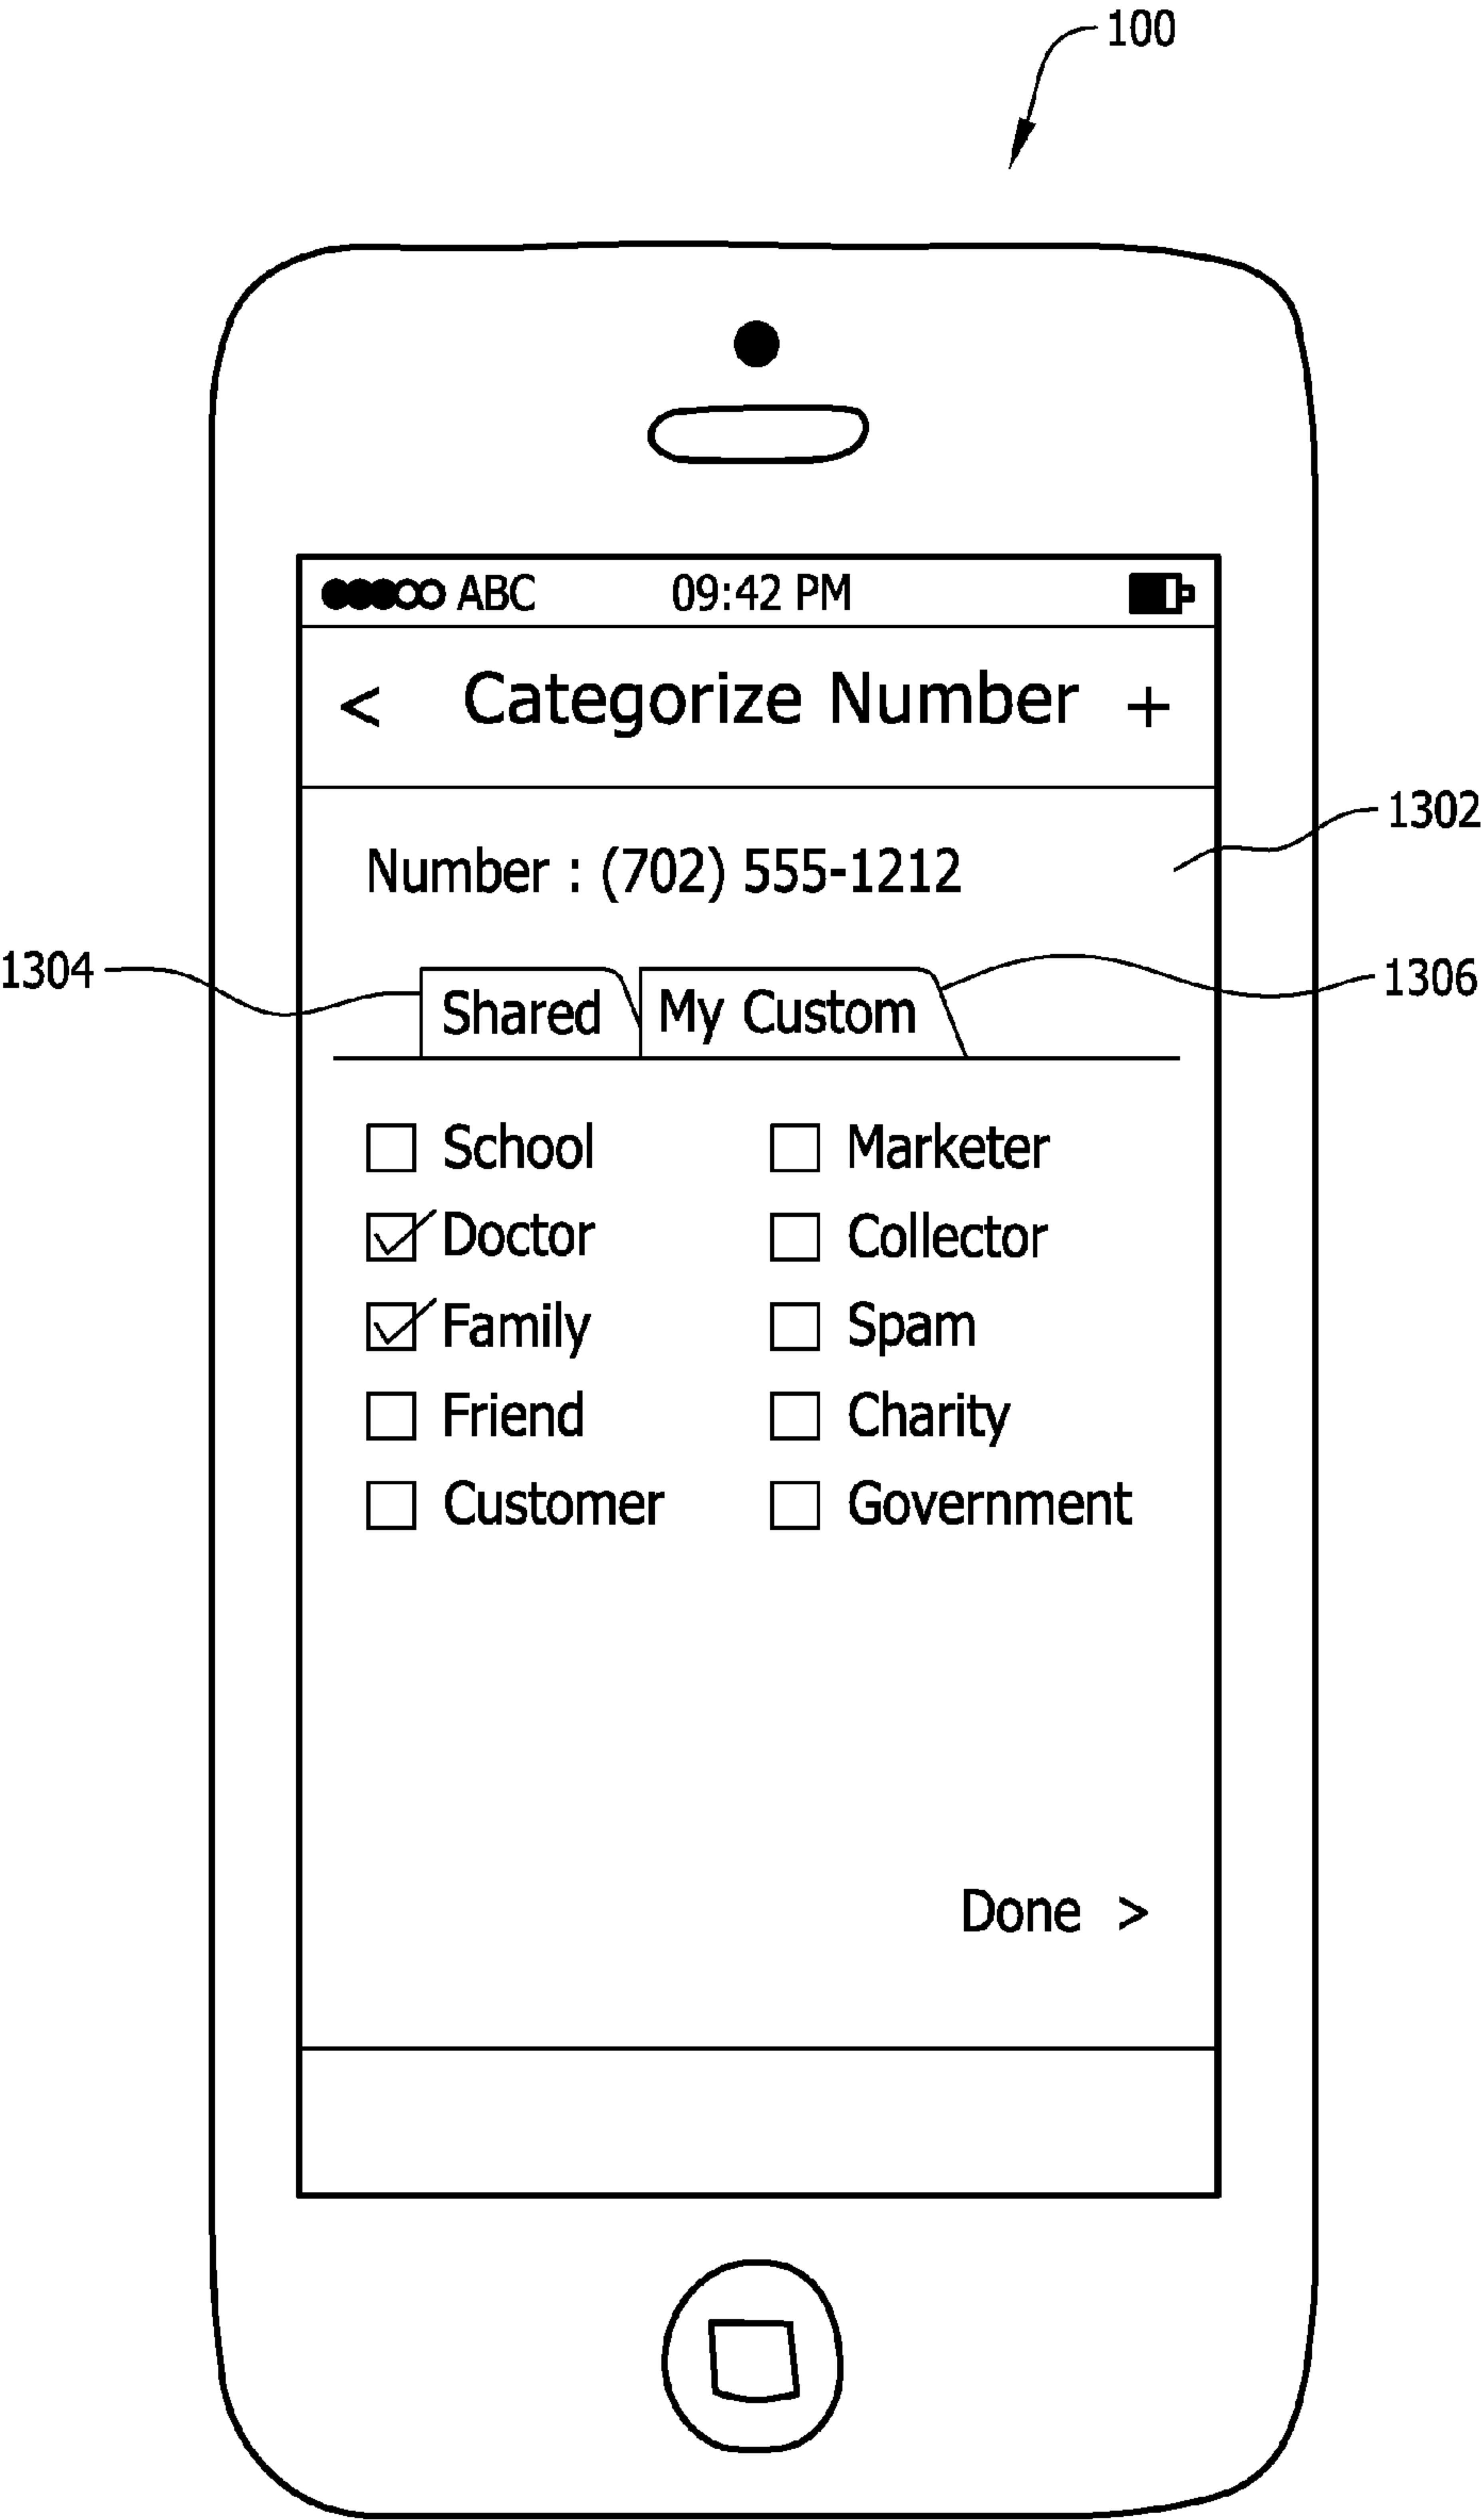 100
ABC 09:42 PM
< Categorize Number +
1302
Number : (702) 555-1212
1304
1306
Shared My Custom
School Marketer
Doctor Collector
Family Spam
Friend Charity
Customer Government
Done >